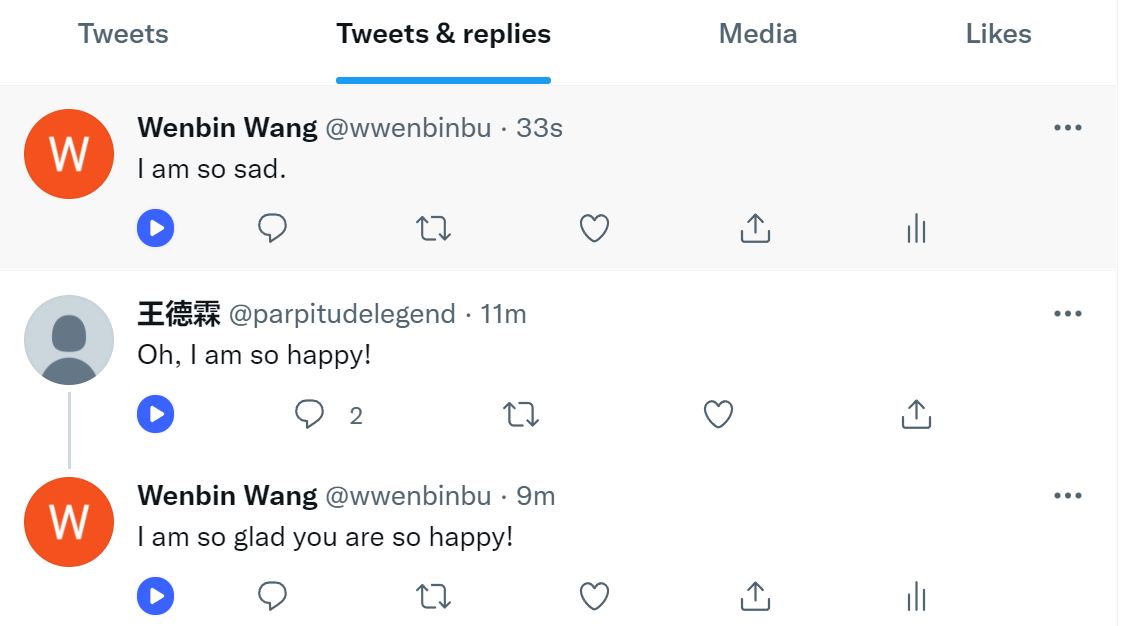 Tweets Tweets & replies Media Likes
W
Wenbin Wang @wwenbinbu · 33s
I am so sad.
王德霖 @parpitudelegend · 11m
Oh, I am so happy!
2
W
Wenbin Wang @wwenbinbu · 9m
I am so glad you are so happy!